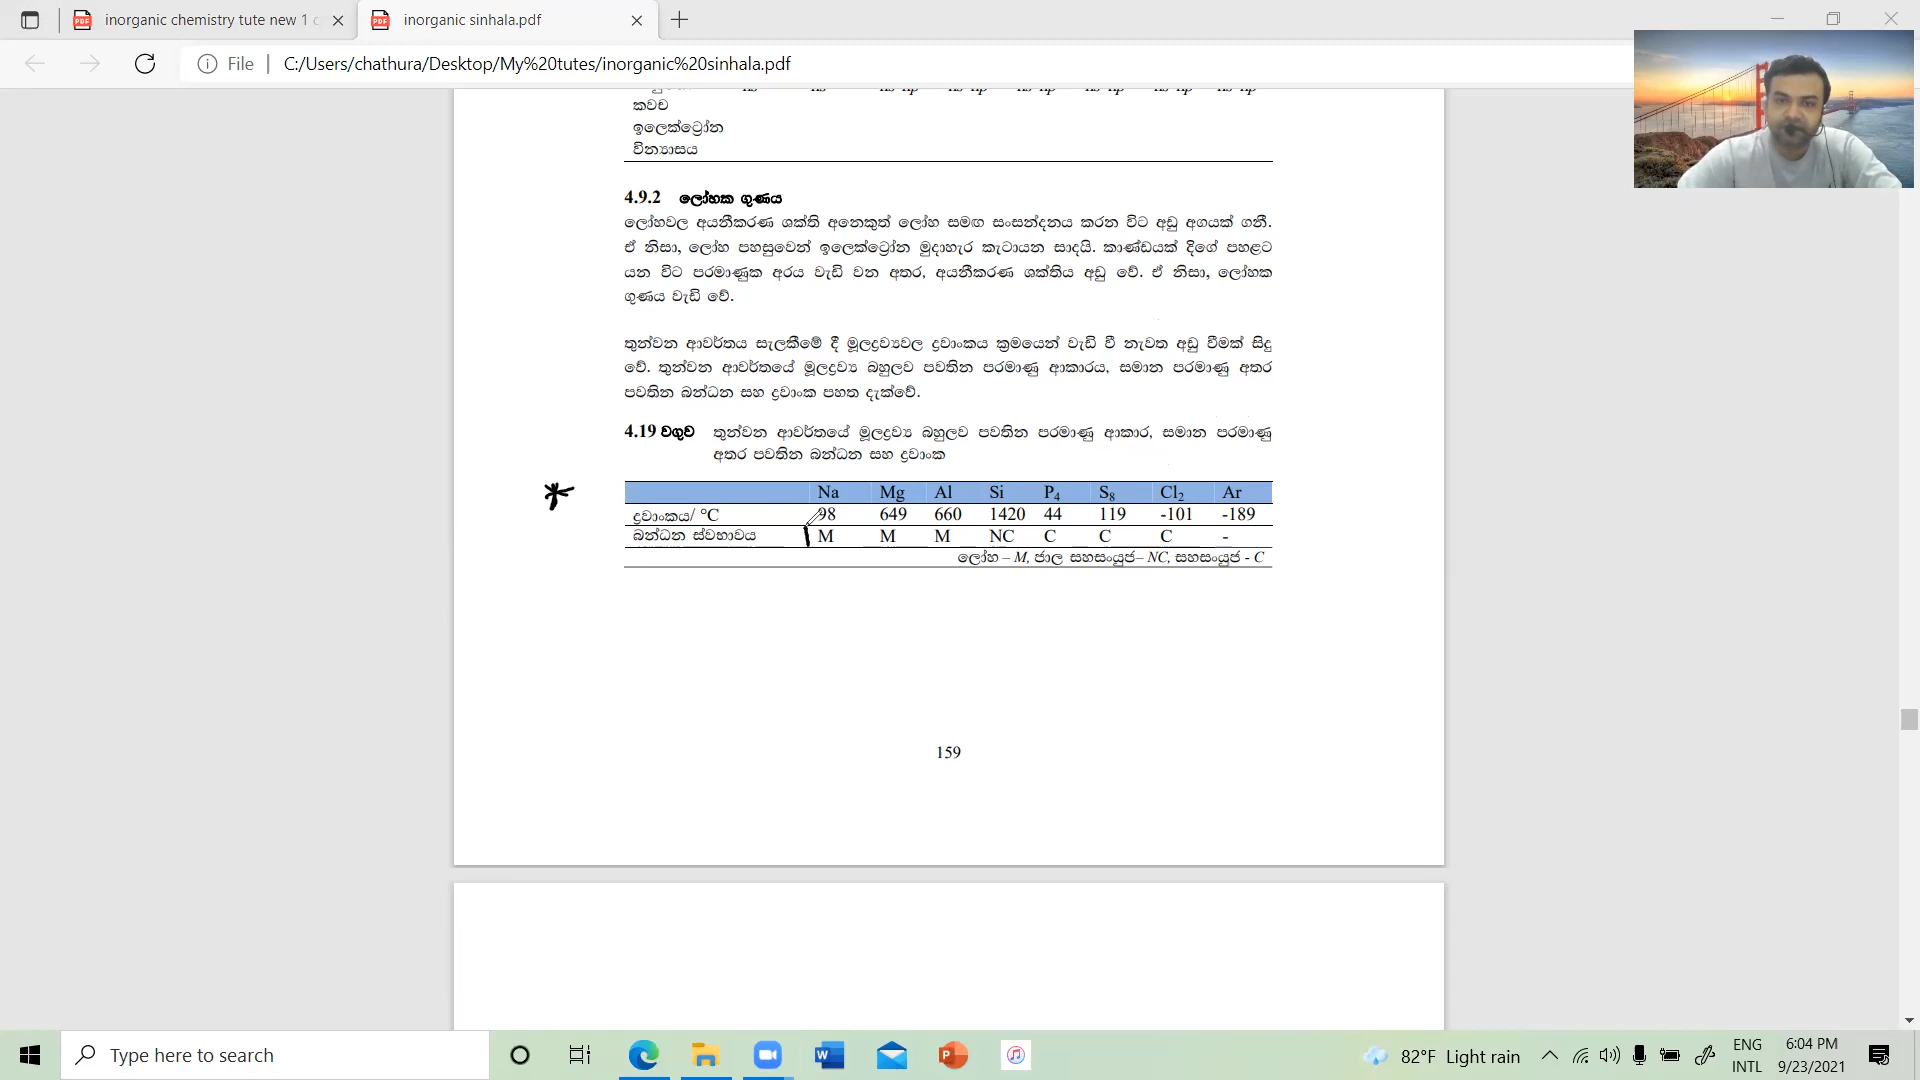 inorganic chemistry tute new 1 c
inorganic sinhala.pdf
File
C:/Users/chathura/Desktop/My%20tutes/inorganic%20sinhala.pdf
කවච
ඉලෙක්ට්‍රෝන
වින්‍යාසය
4.9.2 ලෝහක ගුණය
ලෝහවල අයනීකරණ ශක්ති අනෙකුත් ලෝහ සමඟ සංසන්දනය කරන විට අඩු අගයක් ගනී.
ඒ නිසා, ලෝහ පහසුවෙන් ඉලෙක්ට්‍රෝන මුදාහැර කැටායන සාදයි. කාණ්ඩයක් දිගේ පහළට
යන විට පරමාණුක අරය වැඩි වන අතර, අයනීකරණ ශක්තිය අඩු වේ. ඒ නිසා, ලෝහක
ගුණය වැඩි වේ.
තුන්වන ආවර්තය සැලකීමේ දී මූලද්‍රව්‍යවල ද්‍රවාංකය ක්‍රමයෙන් වැඩි වී නැවත අඩු වීමක් සිදු
වේ. තුන්වන ආවර්තයේ මූලද්‍රව්‍ය බහුලව පවතින පරමාණු ආකාරය, සමාන පරමාණු අතර
පවතින බන්ධන සහ ද්‍රවාංක පහත දැක්වේ.
4.19 වගුව තුන්වන ආවර්තයේ මූලද්‍රව්‍ය බහුලව පවතින පරමාණු ආකාර, සමාන පරමාණු
අතර පවතින බන්ධන සහ ද්‍රවාංක
Na Mg Al Si P₄ S₈ Cl₂ Ar
ද්‍රවාංකය/ °C 98 649 660 1420 44 119 -101 -189
බන්ධන ස්වභාවය M M M NC C C C -
ලෝහ – M, ජාල සහසංයුජ– NC, සහසංයුජ - C
159
Type here to search
82°F Light rain
ENG
INTL
6:04 PM
9/23/2021